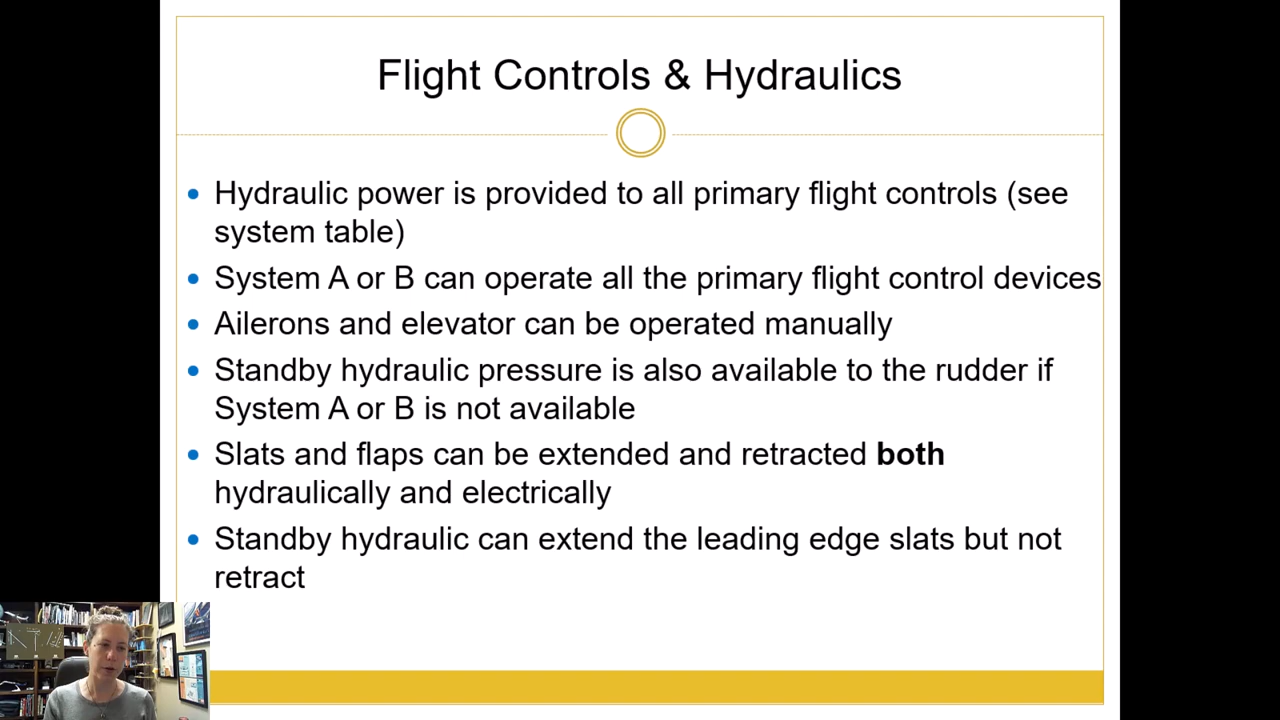 Flight Controls & Hydraulics
Hydraulic power is provided to all primary flight controls (see
system table)
System A or B can operate all the primary flight control devices
Ailerons and elevator can be operated manually
Standby hydraulic pressure is also available to the rudder if
System A or B is not available
Slats and flaps can be extended and retracted both
hydraulically and electrically
Standby hydraulic can extend the leading edge slats but not
retract